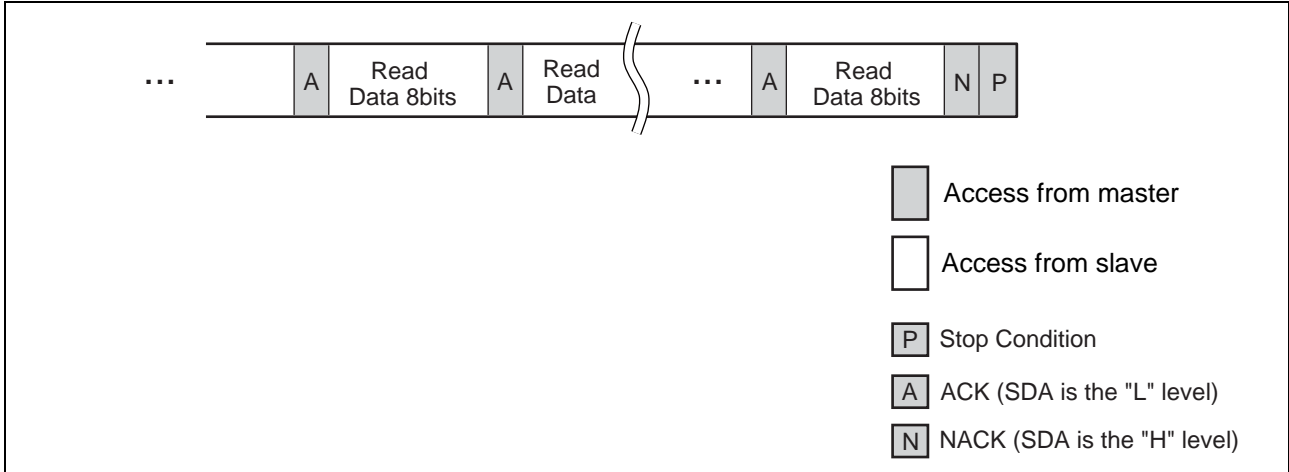 ... A Read Data 8bits A Read Data ... A Read Data 8bits N P
Access from master
Access from slave
P Stop Condition
A ACK (SDA is the "L" level)
N NACK (SDA is the "H" level)